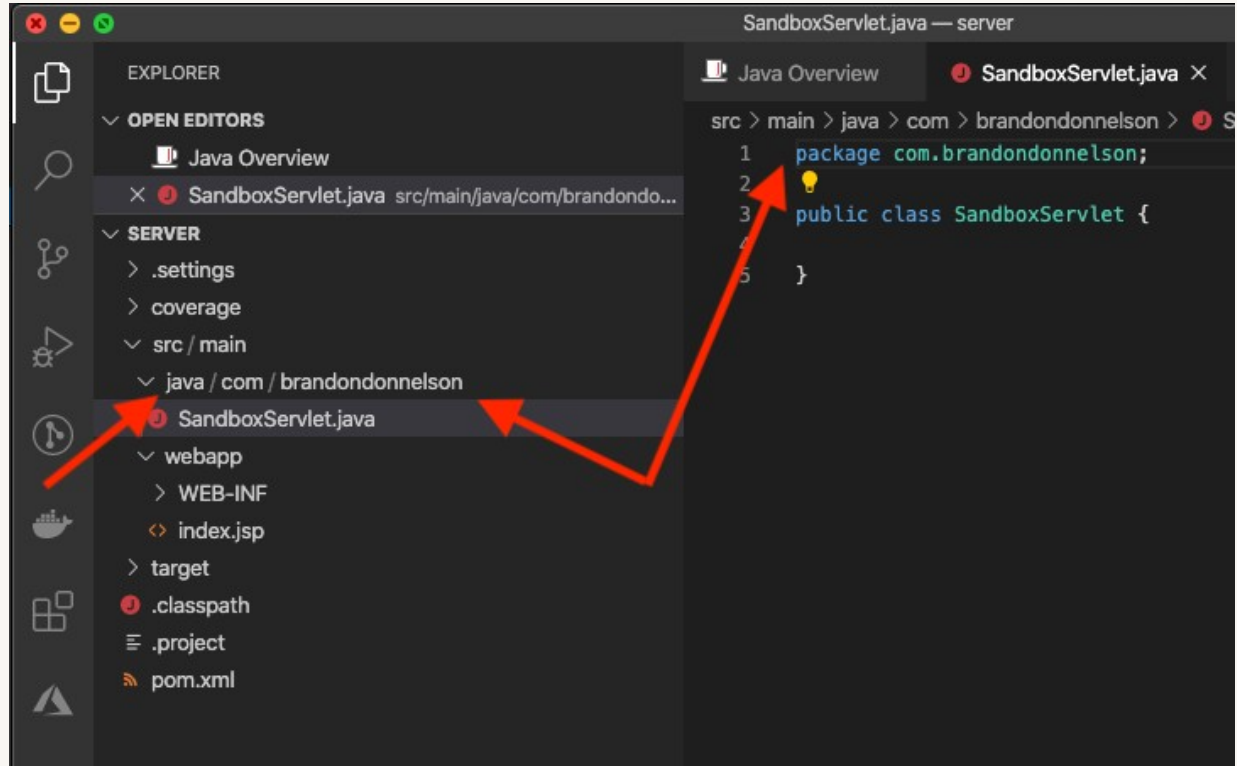 SandboxServlet.java — server
EXPLORER
OPEN EDITORS
Java Overview
SandboxServlet.java src/main/java/com/brandondo...
SERVER
.settings
coverage
src / main
java / com / brandondonnelson
SandboxServlet.java
webapp
WEB-INF
index.jsp
target
.classpath
.project
pom.xml
Java Overview
SandboxServlet.java
src > main > java > com > brandondonnelson > S
1 package com.brandondonnelson;
2
3 public class SandboxServlet {
4
5 }